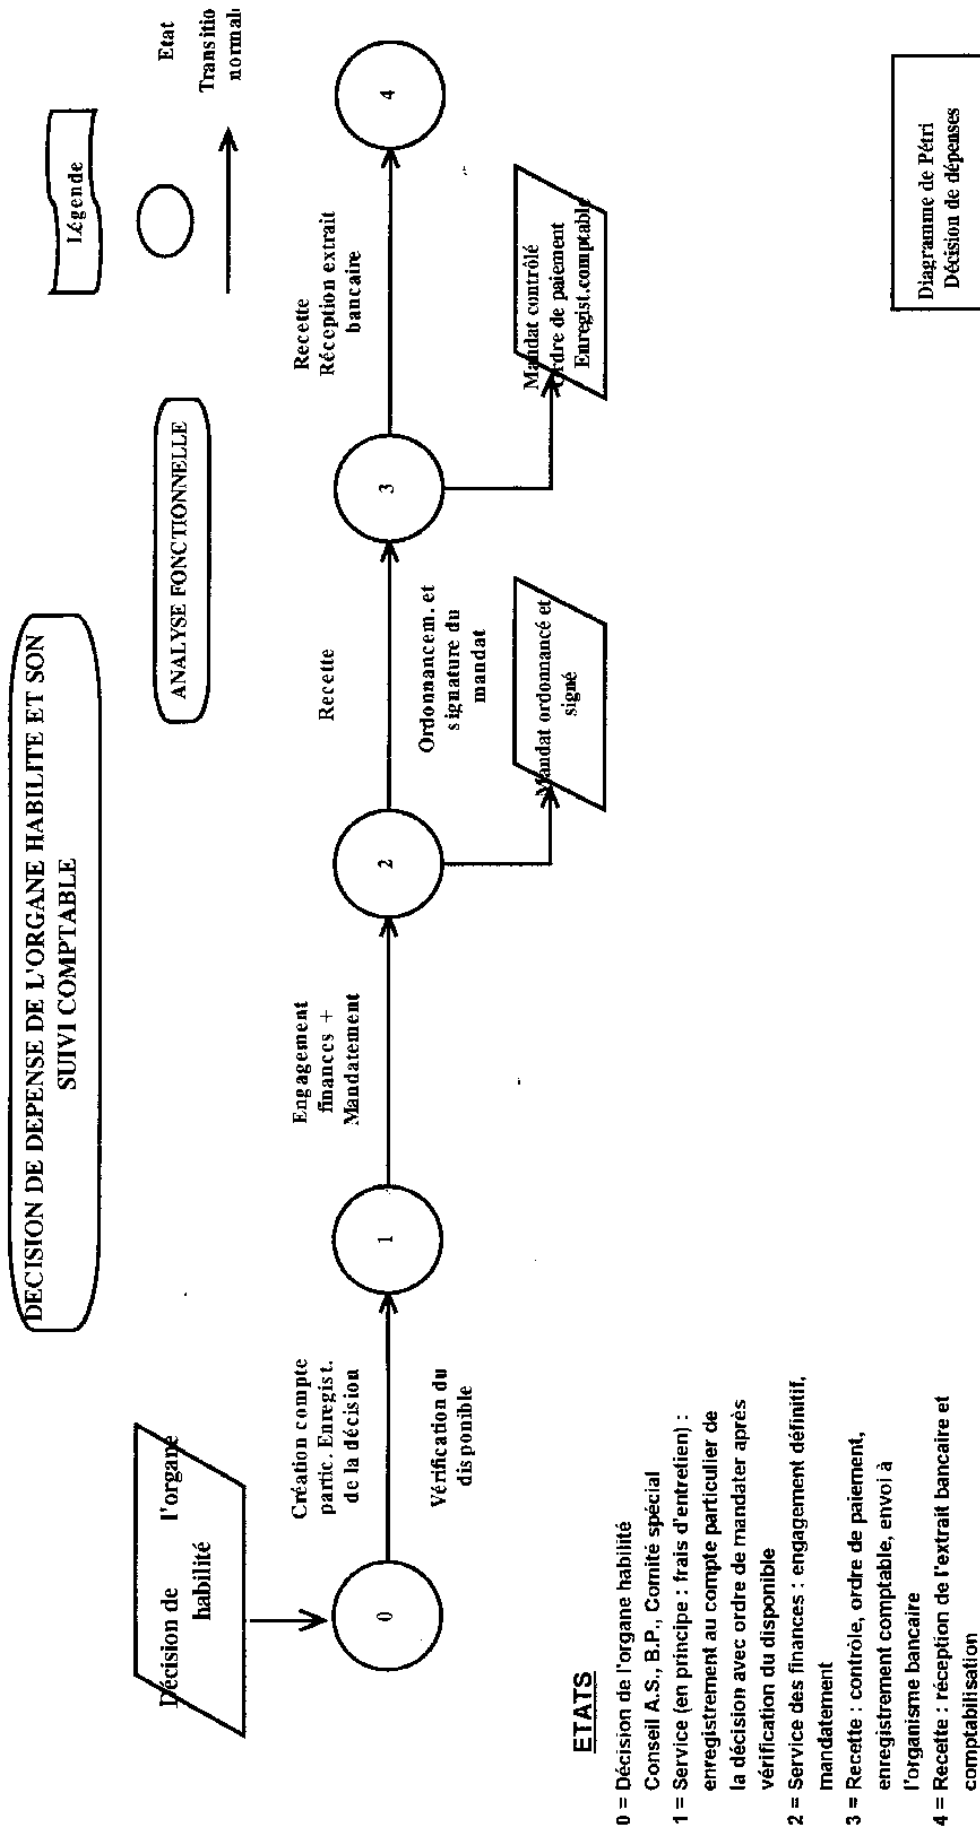 DECISION DE DEPENSE DE L'ORGANE HABILITE ET SON
SUIVI COMPTABLE
Légende
Etat
Transitio
normal
ANALYSE FONCTIONNELLE
Décision de l'organe
habilité
0
Création compte
partic. Enregist.
de la décision
Vérification du
disponible
1
Engagement
finances +
Mandatement
2
Recette
Ordonnancem. et
signature du
mandat
Mandat ordonnancé et
signé
3
Recette
Réception extrait
bancaire
Mandat contrôlé
Ordre de paiement
Enregist.comptable
4
ETATS
0 = Décision de l'organe habilité
Conseil A.S., B.P., Comité spécial
1 = Service (en principe : frais d'entretien) :
enregistrement au compte particulier de
la décision avec ordre de mandater après
vérification du disponible
2 = Service des finances : engagement définitif,
mandatement
3 = Recette : contrôle, ordre de paiement,
enregistrement comptable, envoi à
l'organisme bancaire
4 = Recette : réception de l'extrait bancaire et
comptabilisation
Diagramme de Pétri
Décision de dépenses